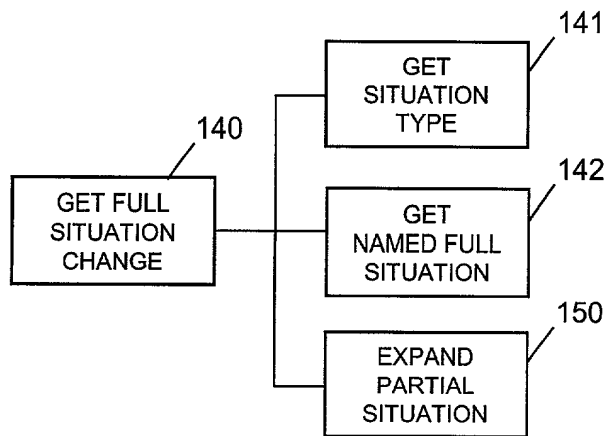 140
GET FULL
SITUATION
CHANGE
141
GET
SITUATION
TYPE
142
GET
NAMED FULL
SITUATION
150
EXPAND
PARTIAL
SITUATION